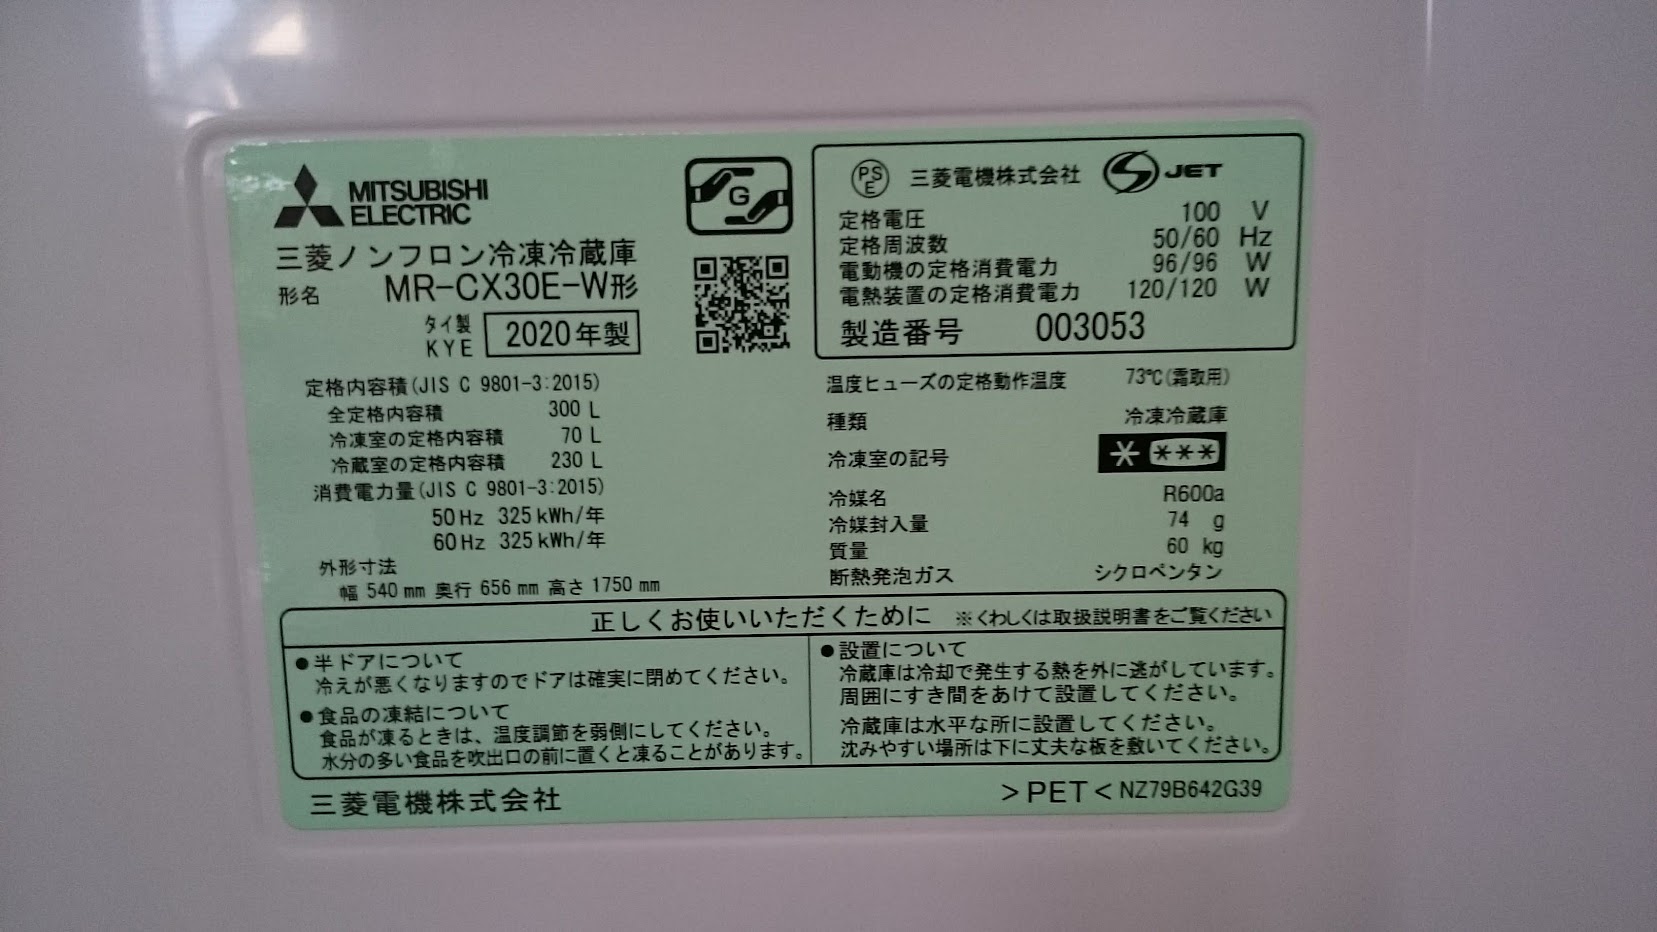 MITSUBISHI
ELECTRIC
三菱ノンフロン冷凍冷蔵庫
形名 MR-CX30E-W形
タイ製
KYE 2020年製
G
PSE 三菱電機株式会社 S JET
定格電圧 100 V
定格周波数 50/60 Hz
電動機の定格消費電力 96/96 W
電熱装置の定格消費電力 120/120 W
製造番号 003053
定格内容積(JIS C 9801-3:2015)
全定格内容積 300 L
冷凍室の定格内容積 70 L
冷蔵室の定格内容積 230 L
消費電力量(JIS C 9801-3:2015)
50Hz 325kWh/年
60Hz 325kWh/年
外形寸法
幅 540mm 奥行 656mm 高さ 1750mm
温度ヒューズの定格動作温度 73℃(霜取用)
種類 冷凍冷蔵庫
冷凍室の記号 * ***
冷媒名 R600a
冷媒封入量 74 g
質量 60 kg
断熱発泡ガス シクロペンタン
正しくお使いいただくために ※くわしくは取扱説明書をご覧ください
●半ドアについて
冷えが悪くなりますのでドアは確実に閉めてください。
●食品の凍結について
食品が凍るときは、温度調節を弱側にしてください。
水分の多い食品を吹出口の前に置くと凍ることがあります。
●設置について
冷蔵庫は冷却で発生する熱を外に逃がしています。
周囲にすき間をあけて設置してください。
冷蔵庫は水平な所に設置してください。
沈みやすい場所は下に丈夫な板を敷いてください。
三菱電機株式会社
>PET< NZ79B642G39